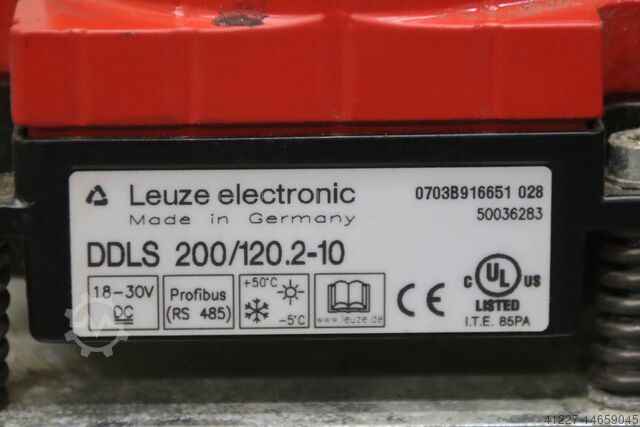 Leuze electronic
Made in Germany
0703B916651 028
50036283
DDLS 200/120.2-10
18-30V
DC
Profibus
(RS 485)
+50°C
-5°C
www.leuze.de
CE
C UL US
LISTED
I.T.E. 85PA
41227-14659045